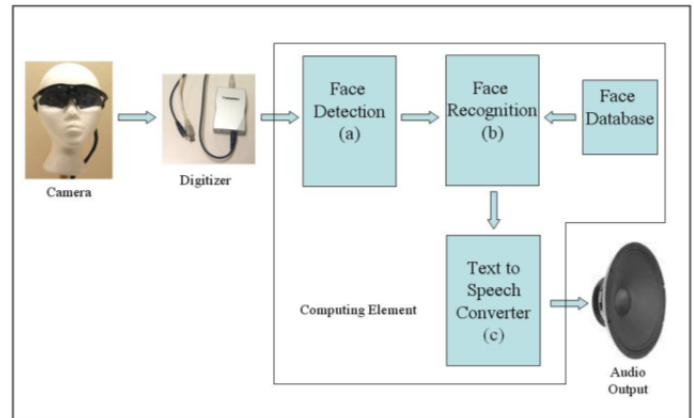 Face
Detection
(a)
Face
Recognition
(b)
Face
Database
Camera
Digitizer
Text to
Speech
Converter
(c)
Computing Element
Audio
Output